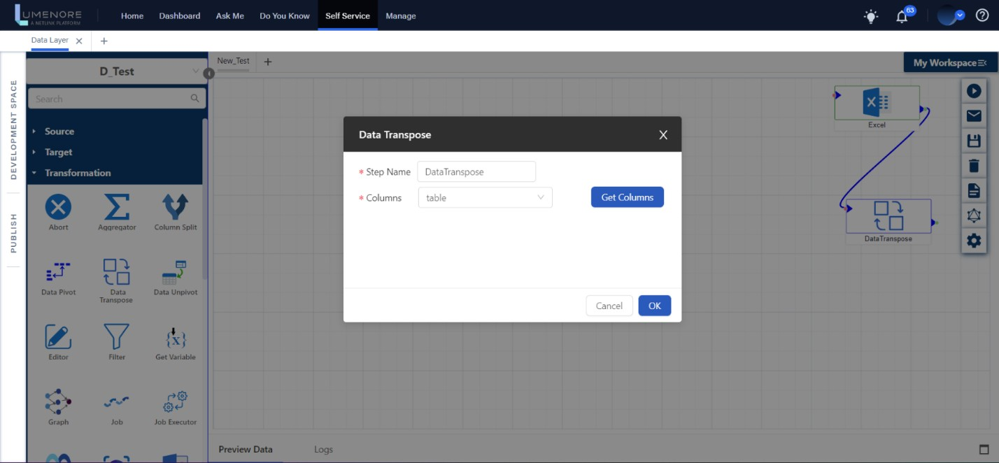 LUMENORE
A NETLINK PLATFORM
Home
Dashboard
Ask Me
Do You Know
Self Service
Manage
63
Data Layer
DEVELOPMENT SPACE
PUBLISH
D_Test
New_Test
My Workspace
Search
Source
Target
Transformation
Abort
Aggregator
Column Split
Data Pivot
Data
Transpose
Data Unpivot
Editor
Filter
Get Variable
{x}
Graph
Job
Job Executor
Data Transpose
* Step Name
DataTranspose
* Columns
table
Get Columns
Cancel
OK
X
Excel
DataTranspose
Preview Data
Logs